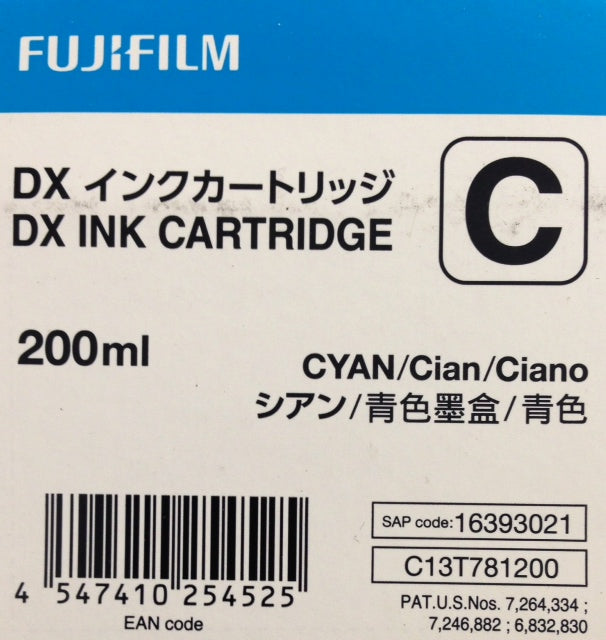 FUJIFILM
DX インクカートリッジ
DX INK CARTRIDGE
C
200ml
CYAN/Cian/Ciano
シアン/青色墨盒/青色
SAP code:16393021
C13T781200
4 547410 254525
EAN code
PAT.U.S.Nos. 7,264,334 ;
7,246,882 ; 6,832,830